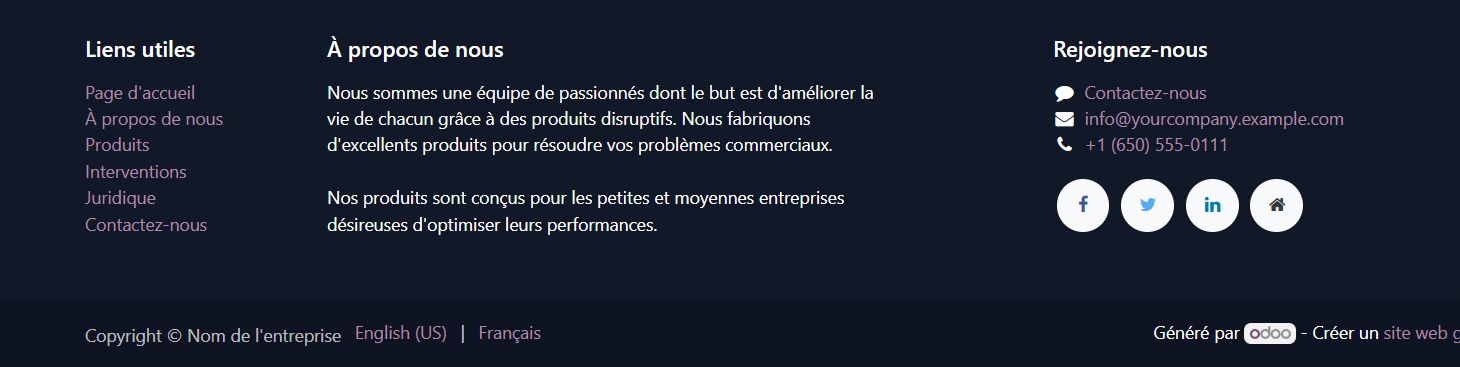 Liens utiles
Page d'accueil
À propos de nous
Produits
Interventions
Juridique
Contactez-nous
À propos de nous
Nous sommes une équipe de passionnés dont le but est d'améliorer la
vie de chacun grâce à des produits disruptifs. Nous fabriquons
d'excellents produits pour résoudre vos problèmes commerciaux.
Nos produits sont conçus pour les petites et moyennes entreprises
désireuses d'optimiser leurs performances.
Rejoignez-nous
Contactez-nous
info@yourcompany.example.com
+1 (650) 555-0111
Copyright © Nom de l'entreprise English (US) | Français
Généré par odoo - Créer un site web